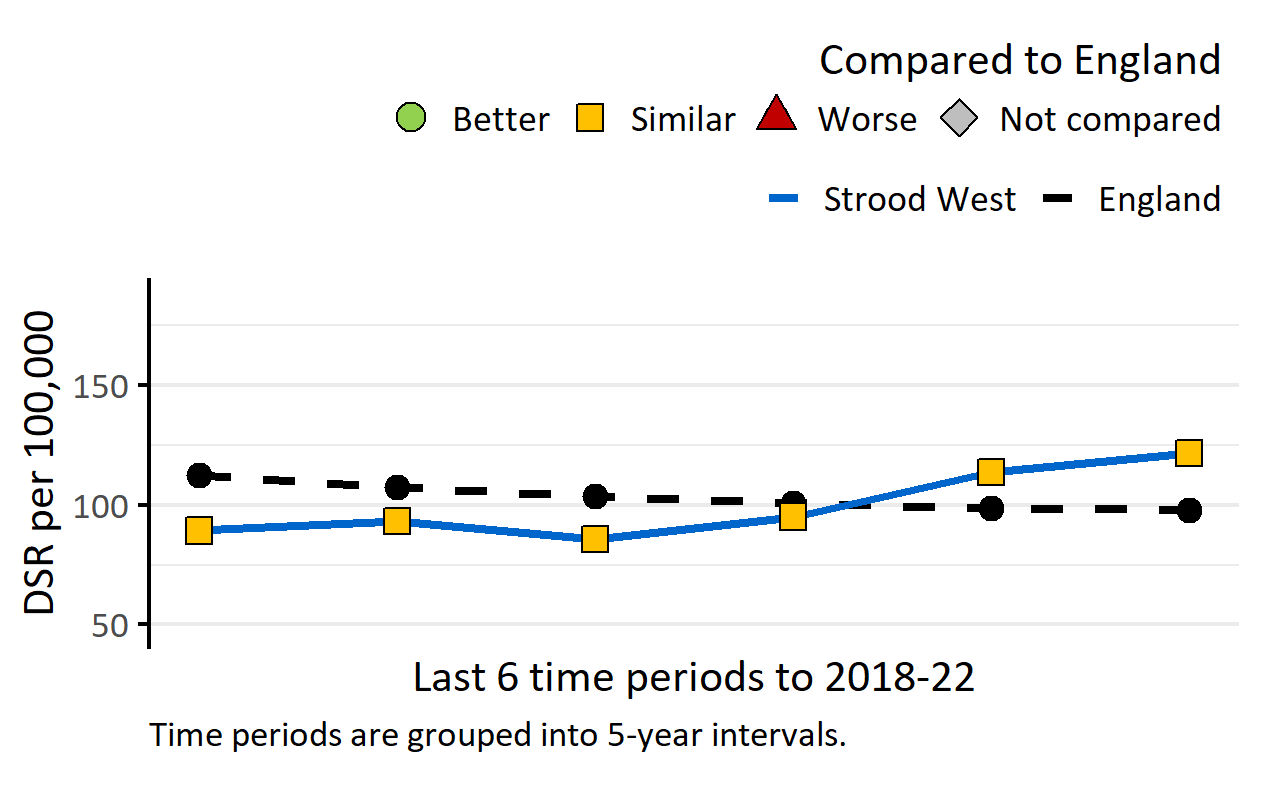 Compared to England
Better Similar Worse Not compared
Strood West England
DSR per 100,000
150
100
50
Last 6 time periods to 2018-22
Time periods are grouped into 5-year intervals.